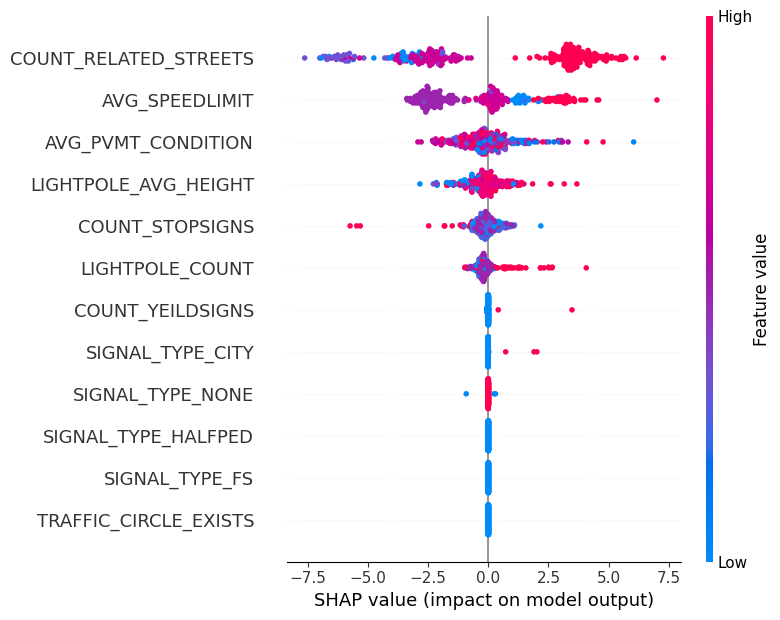 High
COUNT_RELATED_STREETS
AVG_SPEEDLIMIT
AVG_PVMT_CONDITION
LIGHTPOLE_AVG_HEIGHT
COUNT_STOPSIGNS
LIGHTPOLE_COUNT
COUNT_YEILDSIGNS
SIGNAL_TYPE_CITY
SIGNAL_TYPE_NONE
SIGNAL_TYPE_HALFPED
SIGNAL_TYPE_FS
TRAFFIC_CIRCLE_EXISTS
Feature value
Low
−7.5 −5.0 −2.5 0.0 2.5 5.0 7.5
SHAP value (impact on model output)